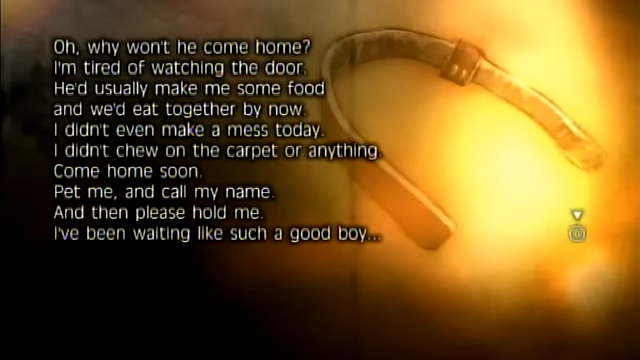 Oh, why won't he come home?
I'm tired of watching the door.
He'd usually make me some food
and we'd eat together by now.
I didn't even make a mess today.
I didn't chew on the carpet or anything.
Come home soon.
Pet me, and call my name.
And then please hold me.
I've been waiting like such a good boy...